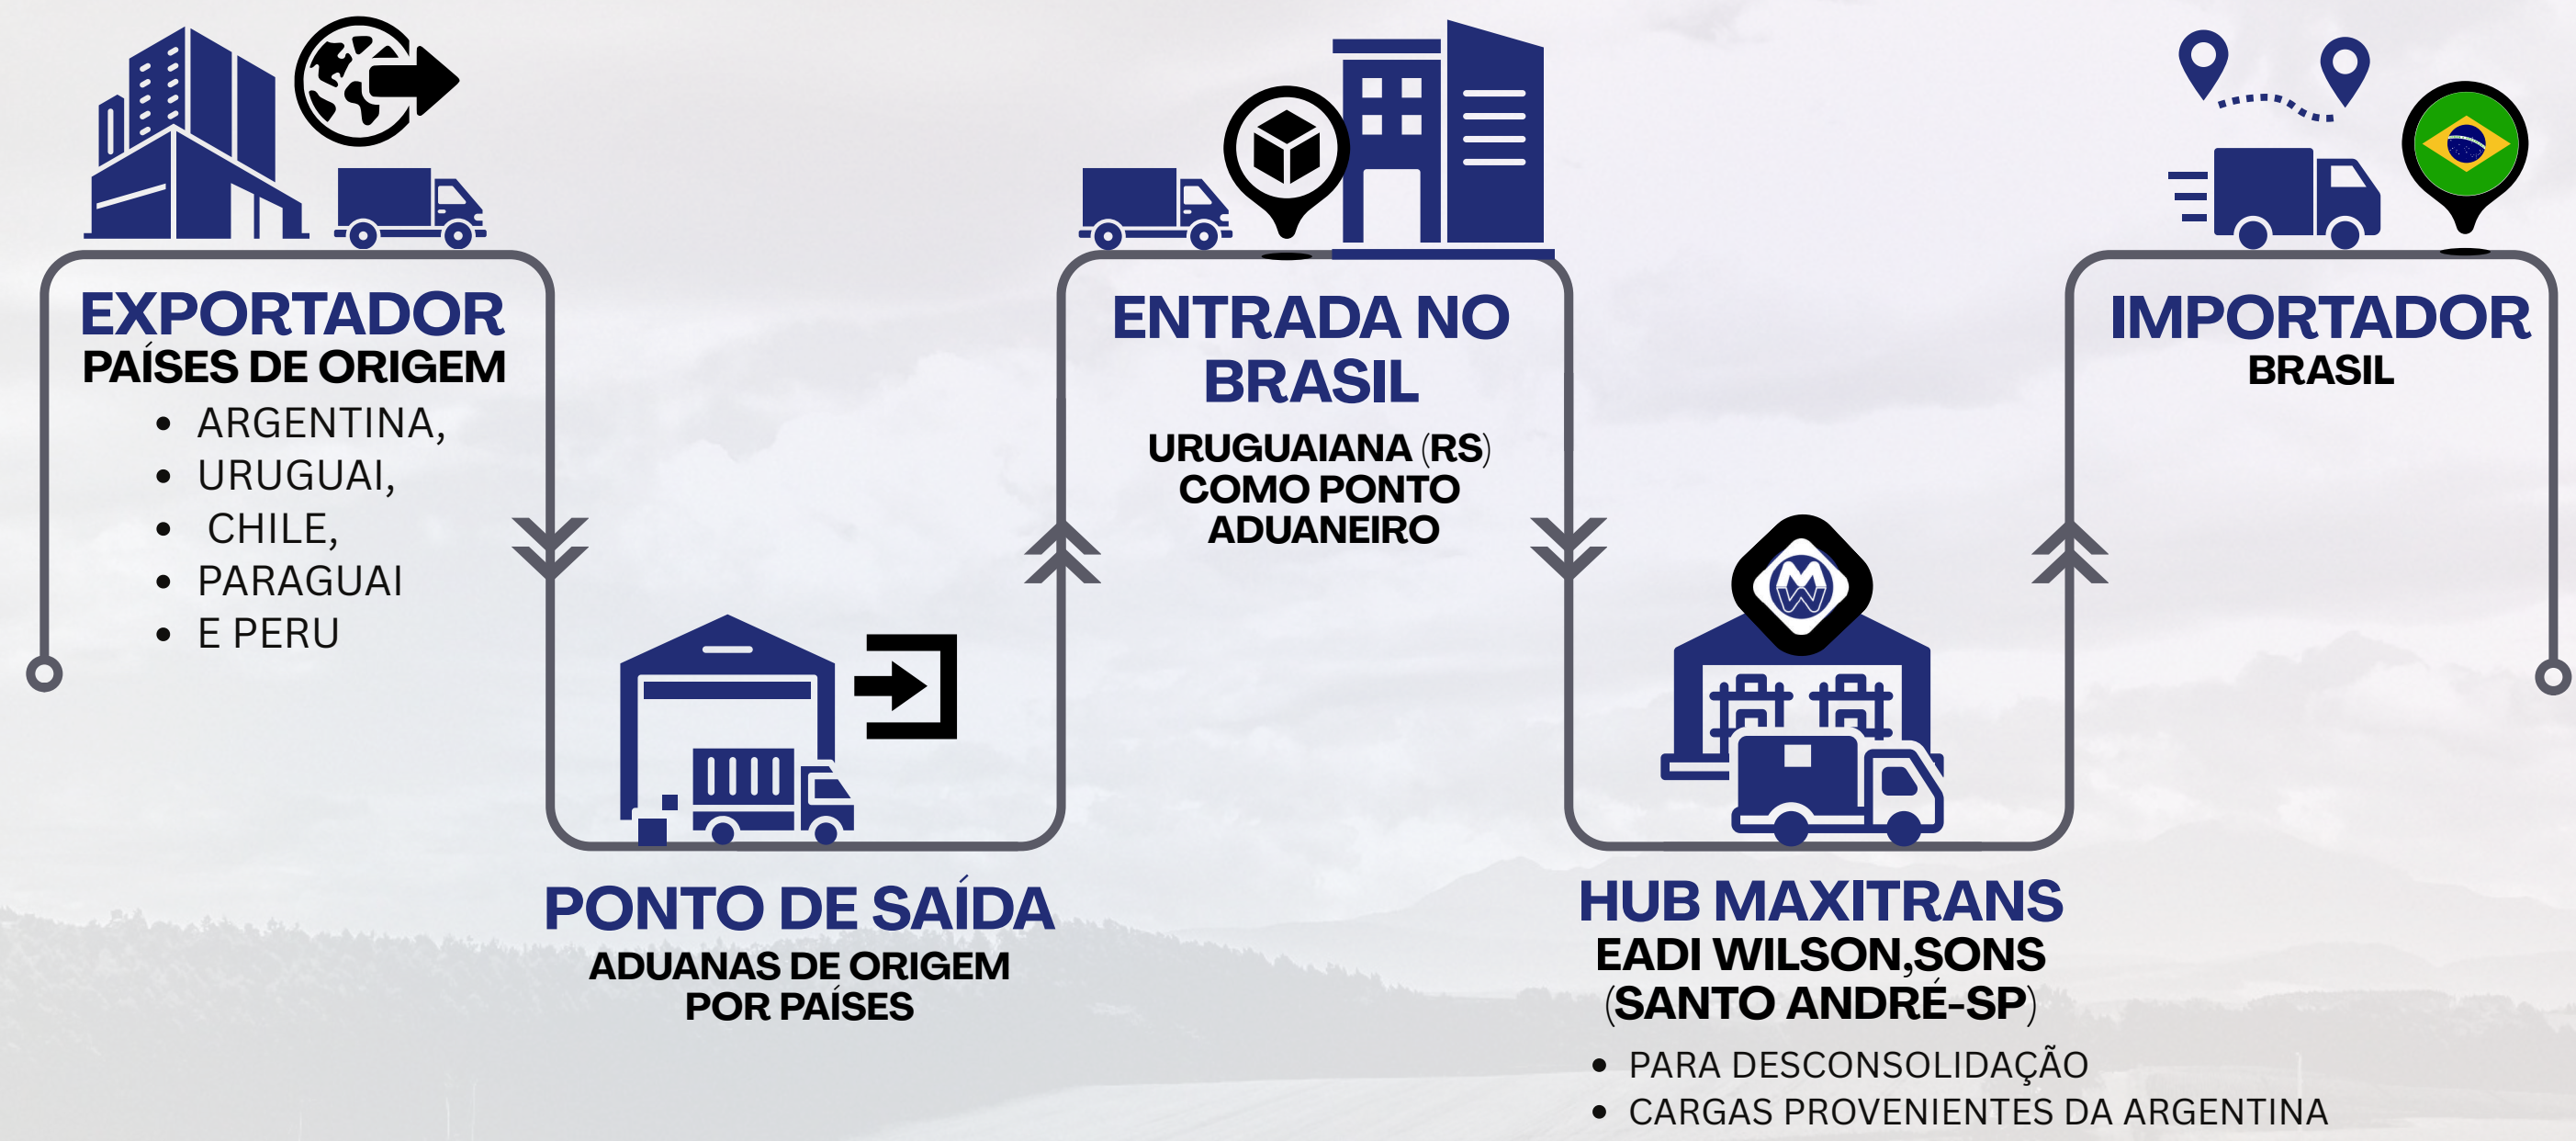 EXPORTADOR
PAÍSES DE ORIGEM
• ARGENTINA,
• URUGUAI,
• CHILE,
• PARAGUAI
• E PERU
PONTO DE SAÍDA
ADUANAS DE ORIGEM
POR PAÍSES
ENTRADA NO
BRASIL
URUGUAIANA (RS)
COMO PONTO
ADUANEIRO
MW
HUB MAXITRANS
EADI WILSON,SONS
(SANTO ANDRÉ-SP)
• PARA DESCONSOLIDAÇÃO
• CARGAS PROVENIENTES DA ARGENTINA
IMPORTADOR
BRASIL